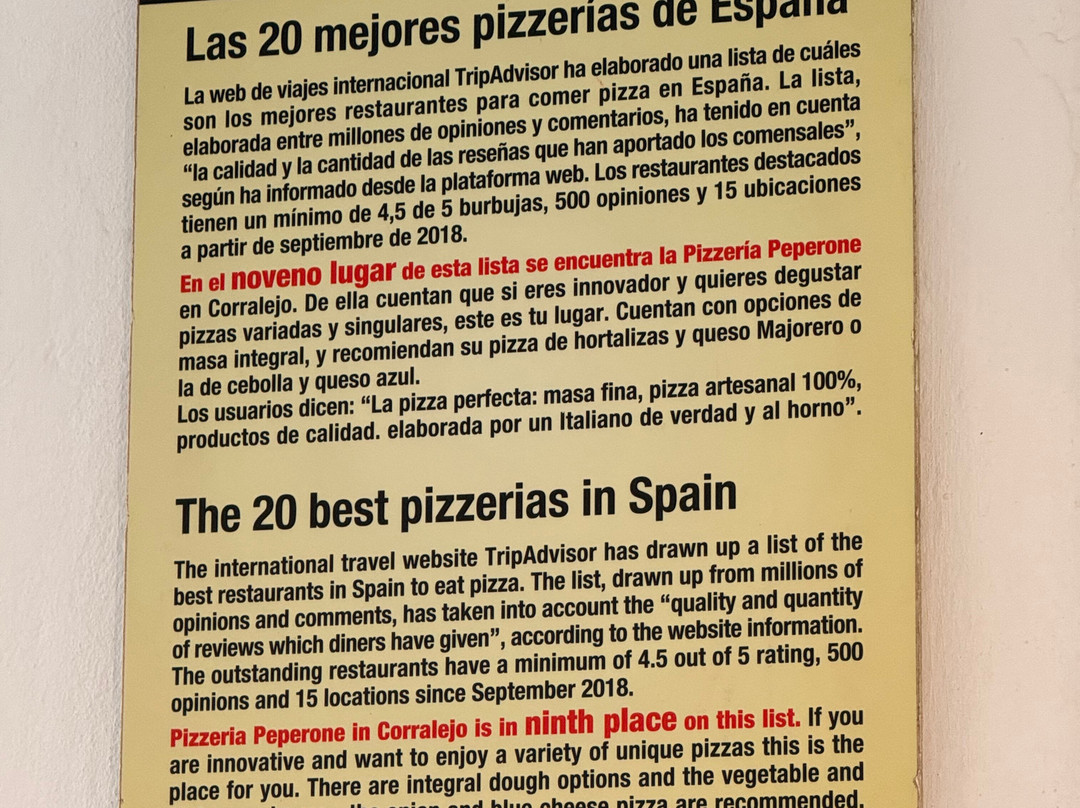 Las 20 mejores pizzerías de España
La web de viajes internacional TripAdvisor ha elaborado una lista de cuáles
son los mejores restaurantes para comer pizza en España. La lista,
elaborada entre millones de opiniones y comentarios, ha tenido en cuenta
“la calidad y la cantidad de las reseñas que han aportado los comensales”,
según ha informado desde la plataforma web. Los restaurantes destacados
tienen un mínimo de 4,5 de 5 burbujas, 500 opiniones y 15 ubicaciones
a partir de septiembre de 2018.
En el noveno lugar de esta lista se encuentra la Pizzería Peperone
en Corralejo. De ella cuentan que si eres innovador y quieres degustar
pizzas variadas y singulares, este es tu lugar. Cuentan con opciones de
masa integral, y recomiendan su pizza de hortalizas y queso Majorero o
la de cebolla y queso azul.
Los usuarios dicen: “La pizza perfecta: masa fina, pizza artesanal 100%,
productos de calidad. elaborada por un Italiano de verdad y al horno”.
The 20 best pizzerias in Spain
The international travel website TripAdvisor has drawn up a list of the
best restaurants in Spain to eat pizza. The list, drawn up from millions of
opinions and comments, has taken into account the “quality and quantity
of reviews which diners have given”, according to the website information.
The outstanding restaurants have a minimum of 4.5 out of 5 rating, 500
opinions and 15 locations since September 2018.
Pizzeria Peperone in Corralejo is in ninth place on this list. If you
are innovative and want to enjoy a variety of unique pizzas this is the
place for you. There are integral dough options and the vegetable and
onion and blue cheese pizza are recommended.